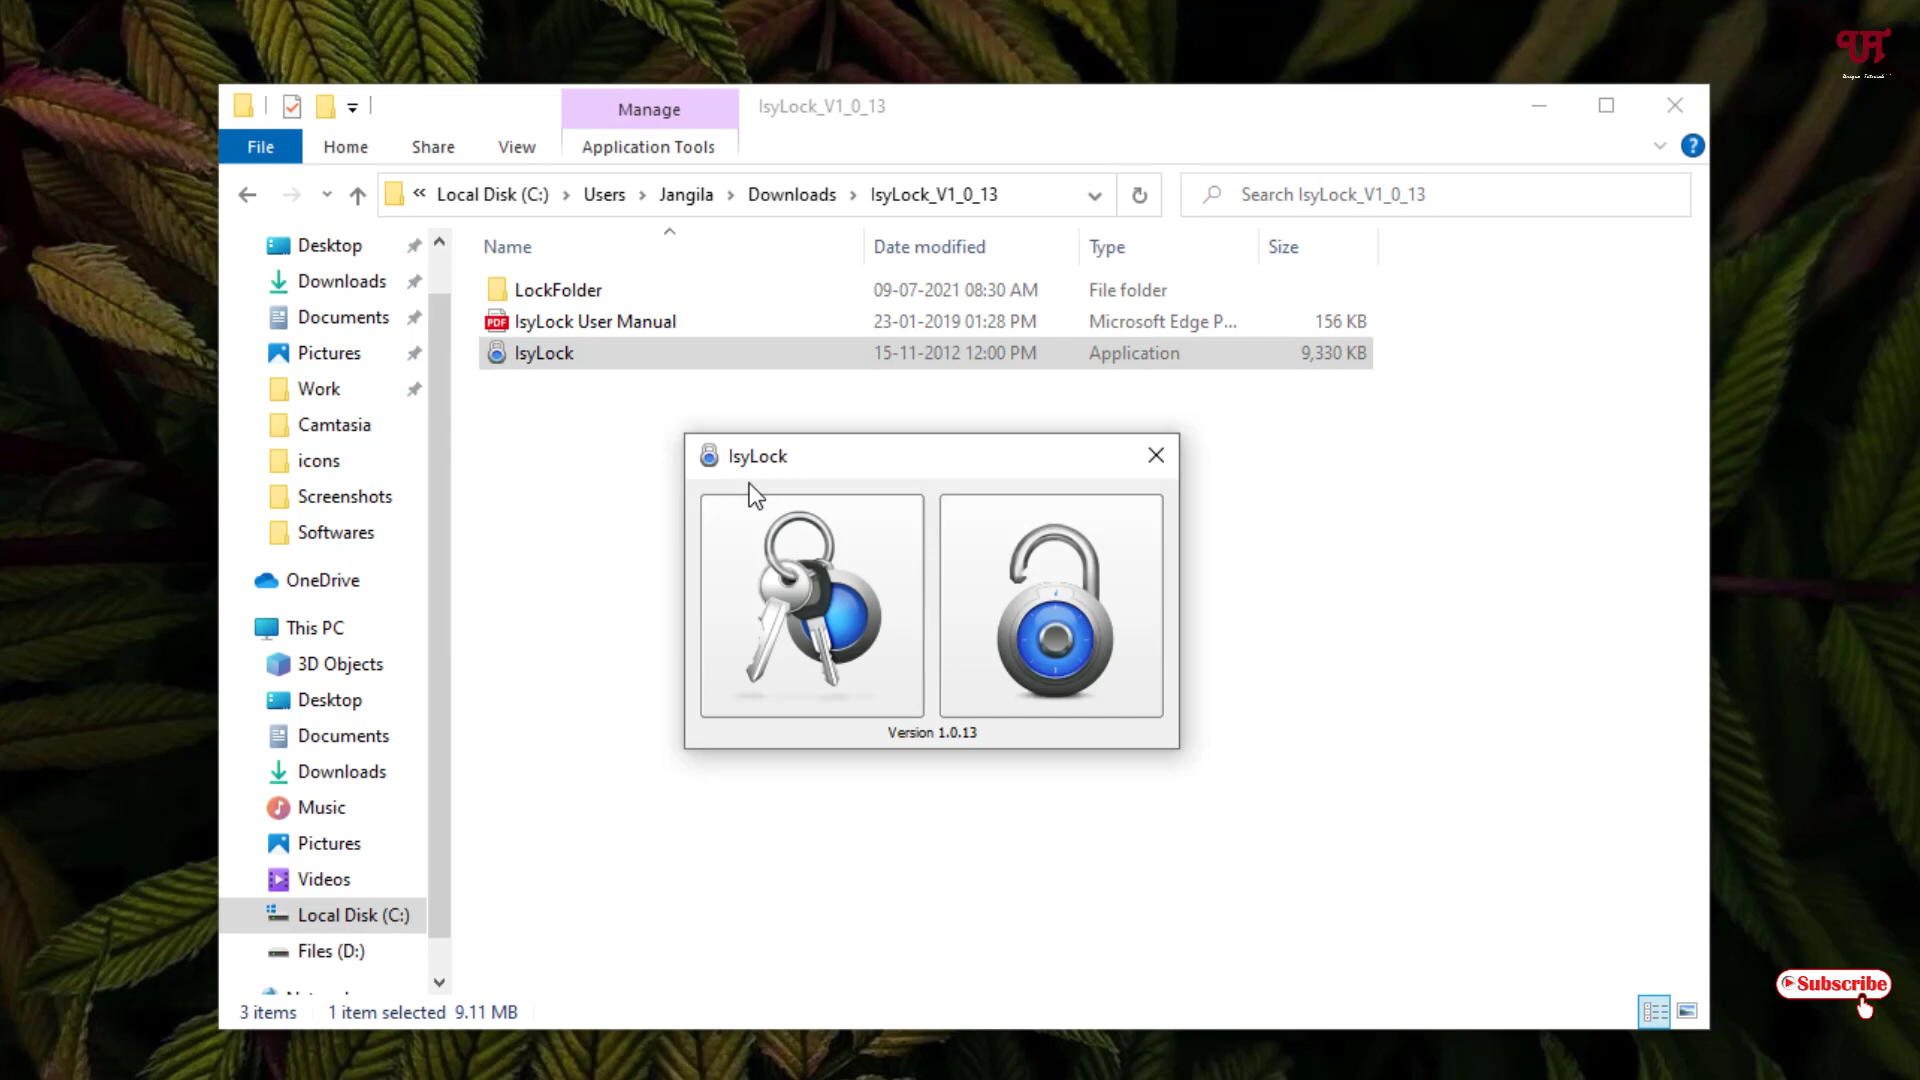 Manage
IsyLock_V1_0_13
File
Home
Share
View
Application Tools
?
« Local Disk (C:) › Users › Jangila › Downloads › IsyLock_V1_0_13
Search IsyLock_V1_0_13
Name
Date modified
Type
Size
LockFolder
09-07-2021 08:30 AM
File folder
PDF
IsyLock User Manual
23-01-2019 01:28 PM
Microsoft Edge P...
156 KB
IsyLock
15-11-2012 12:00 PM
Application
9,330 KB
Desktop
Downloads
Documents
Pictures
Work
Camtasia
icons
Screenshots
Softwares
OneDrive
This PC
3D Objects
Desktop
Documents
Downloads
Music
Pictures
Videos
Local Disk (C:)
Files (D:)
IsyLock
Version 1.0.13
3 items
1 item selected 9.11 MB
Subscribe